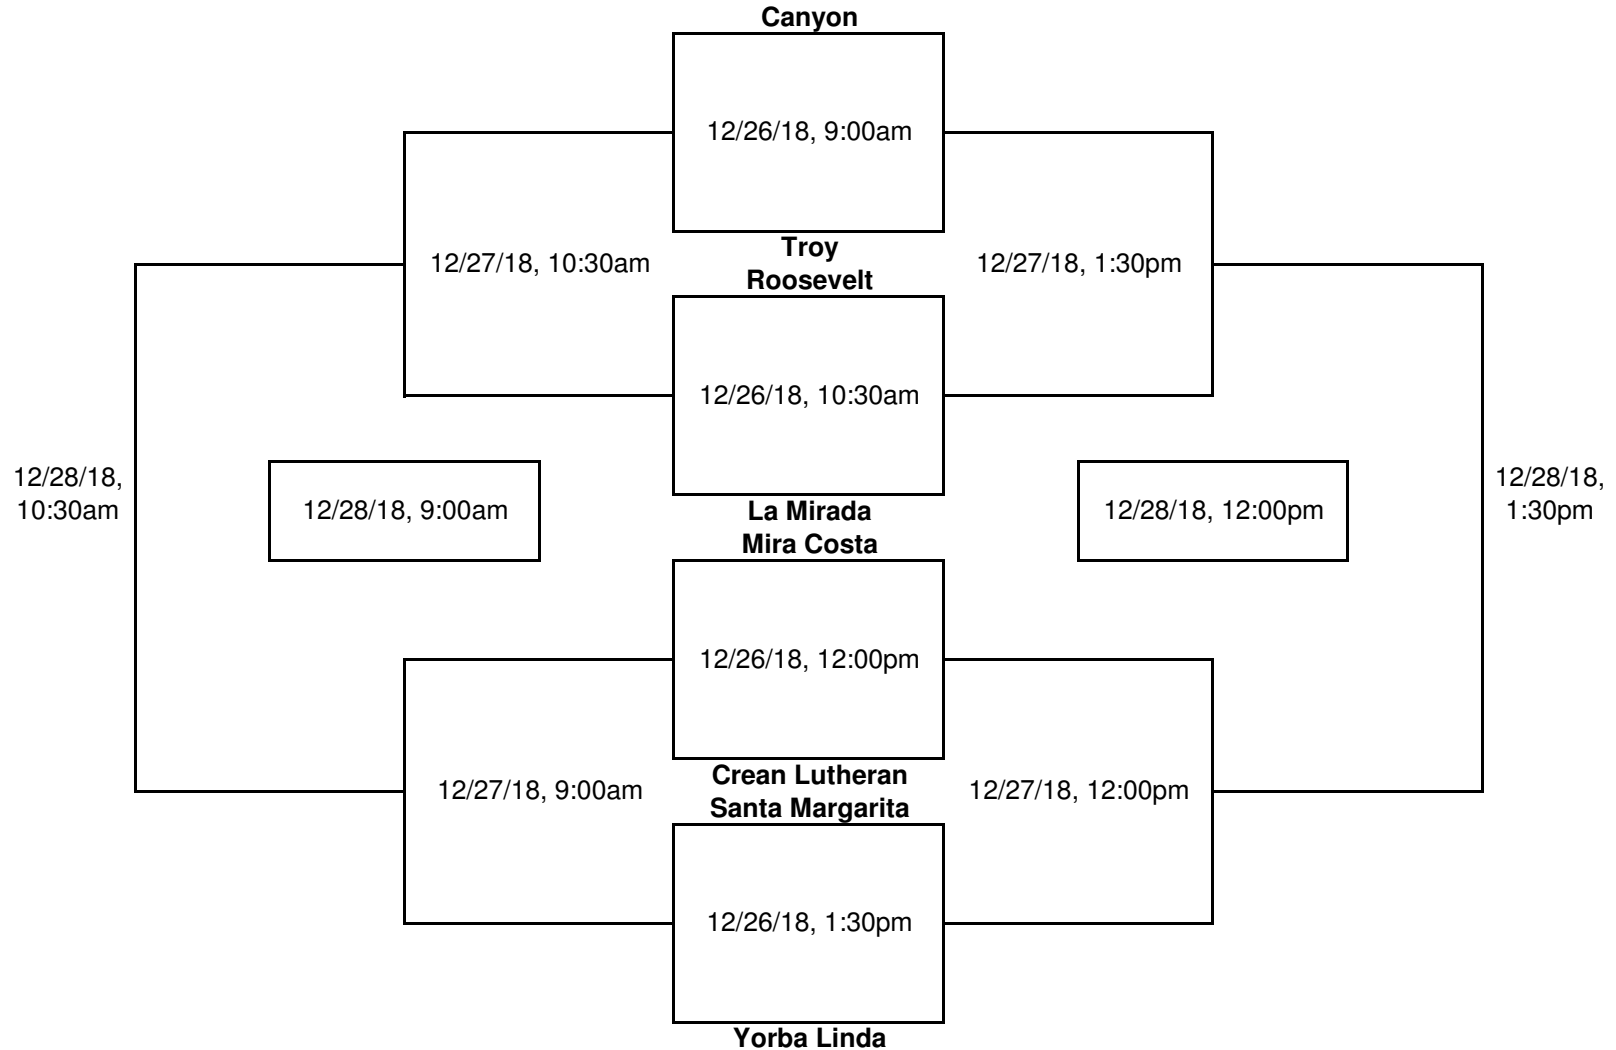 Canyon
12/26/18, 9:00am
Troy
12/27/18, 10:30am
12/27/18, 1:30pm
Roosevelt
12/26/18, 10:30am
12/28/18,
10:30am
12/28/18, 9:00am
La Mirada
Mira Costa
12/28/18, 12:00pm
12/28/18,
1:30pm
12/26/18, 12:00pm
Crean Lutheran
12/27/18, 9:00am
12/27/18, 12:00pm
Santa Margarita
12/26/18, 1:30pm
Yorba Linda